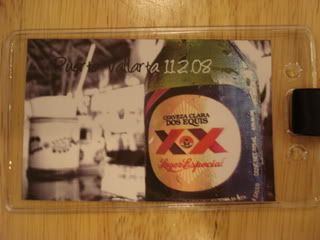 Puerto Vallarta 11.2.08
CERVEZA CLARA
DOS EQUIS
XX
Lager Especial